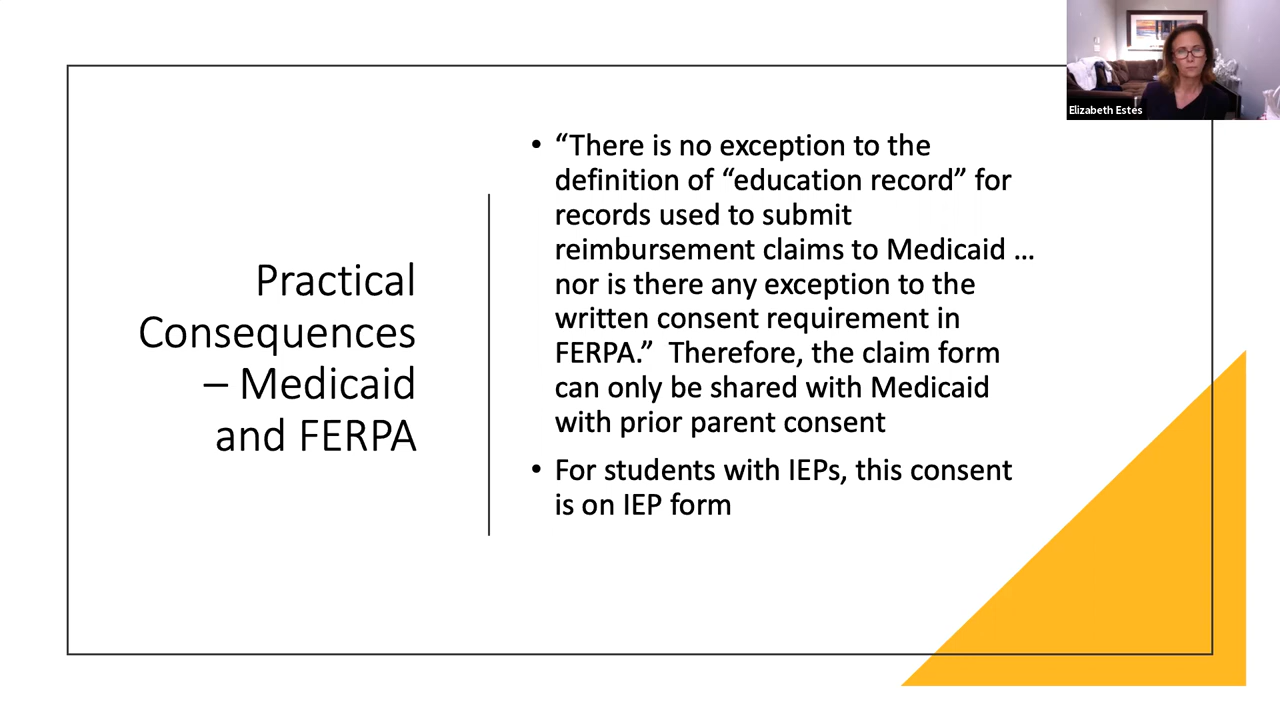 Elizabeth Estes
Practical
Consequences
– Medicaid
and FERPA
• “There is no exception to the
definition of “education record” for
records used to submit
reimbursement claims to Medicaid …
nor is there any exception to the
written consent requirement in
FERPA.”  Therefore, the claim form
can only be shared with Medicaid
with prior parent consent
• For students with IEPs, this consent
is on IEP form